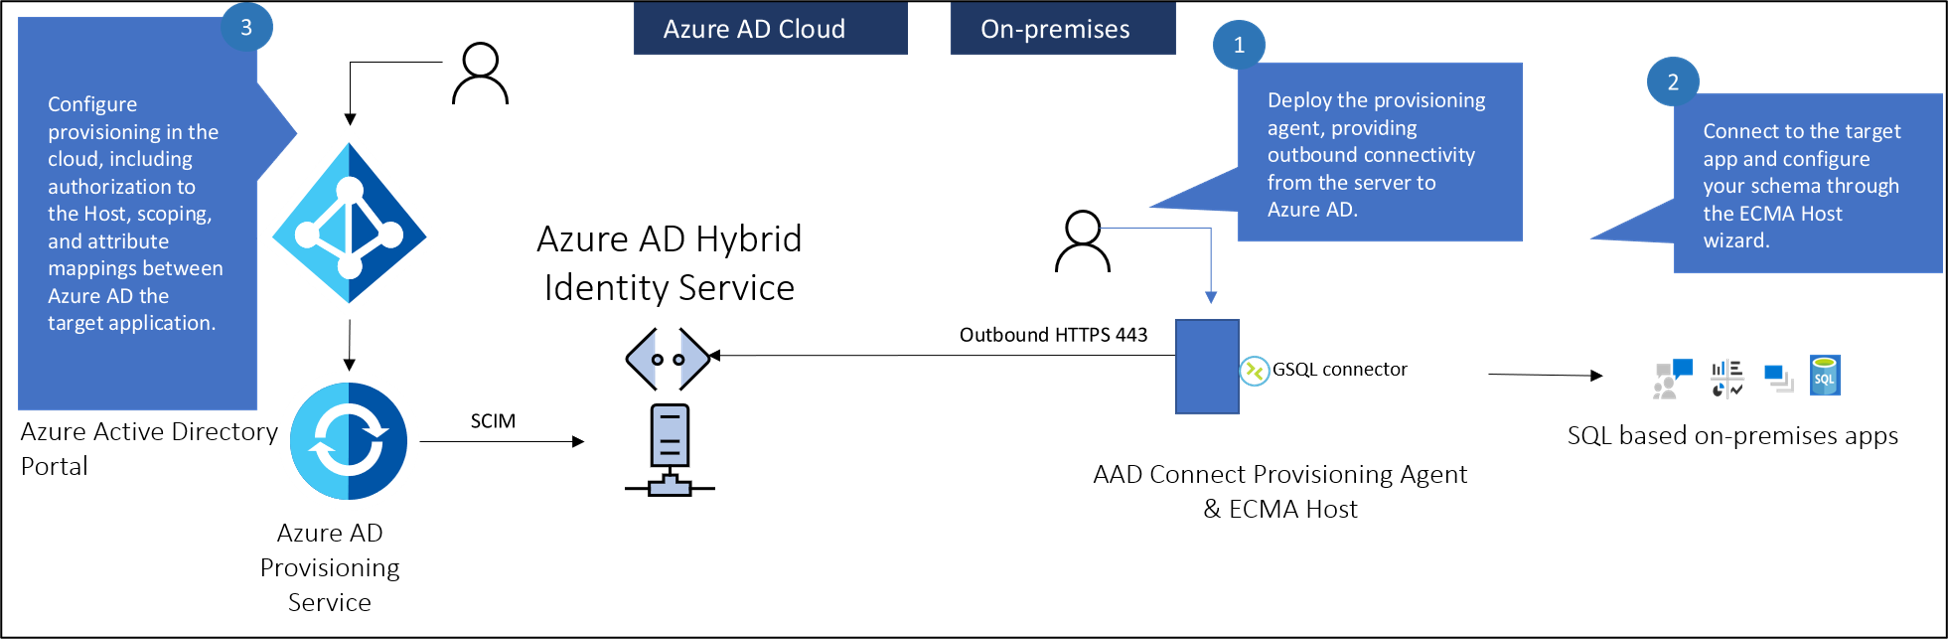 3
Configure
provisioning in the
cloud, including
authorization to
the Host, scoping,
and attribute
mappings between
Azure AD the
target application.
Azure Active Directory
Portal
Azure AD
Provisioning
Service
SCIM
Azure AD Cloud
On-premises
Azure AD Hybrid
Identity Service
Outbound HTTPS 443
1
Deploy the provisioning
agent, providing
outbound connectivity
from the server to
Azure AD.
GSQL connector
AAD Connect Provisioning Agent
& ECMA Host
2
Connect to the target
app and configure
your schema through
the ECMA Host
wizard.
SQL
SQL based on-premises apps